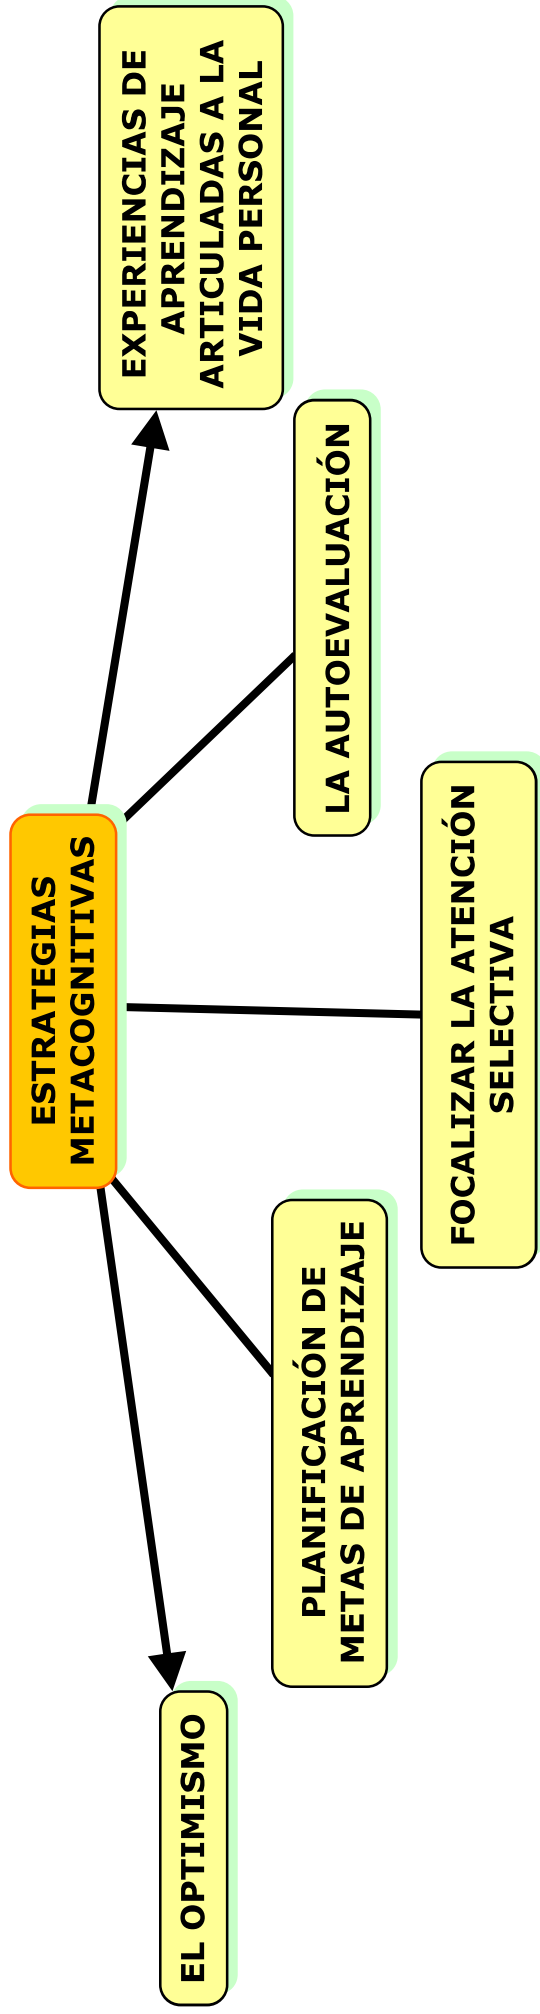 ESTRATEGIAS
METACOGNITIVAS
EL OPTIMISMO
PLANIFICACIÓN DE
METAS DE APRENDIZAJE
FOCALIZAR LA ATENCIÓN
SELECTIVA
LA AUTOEVALUACIÓN
EXPERIENCIAS DE
APRENDIZAJE
ARTICULADAS A LA
VIDA PERSONAL